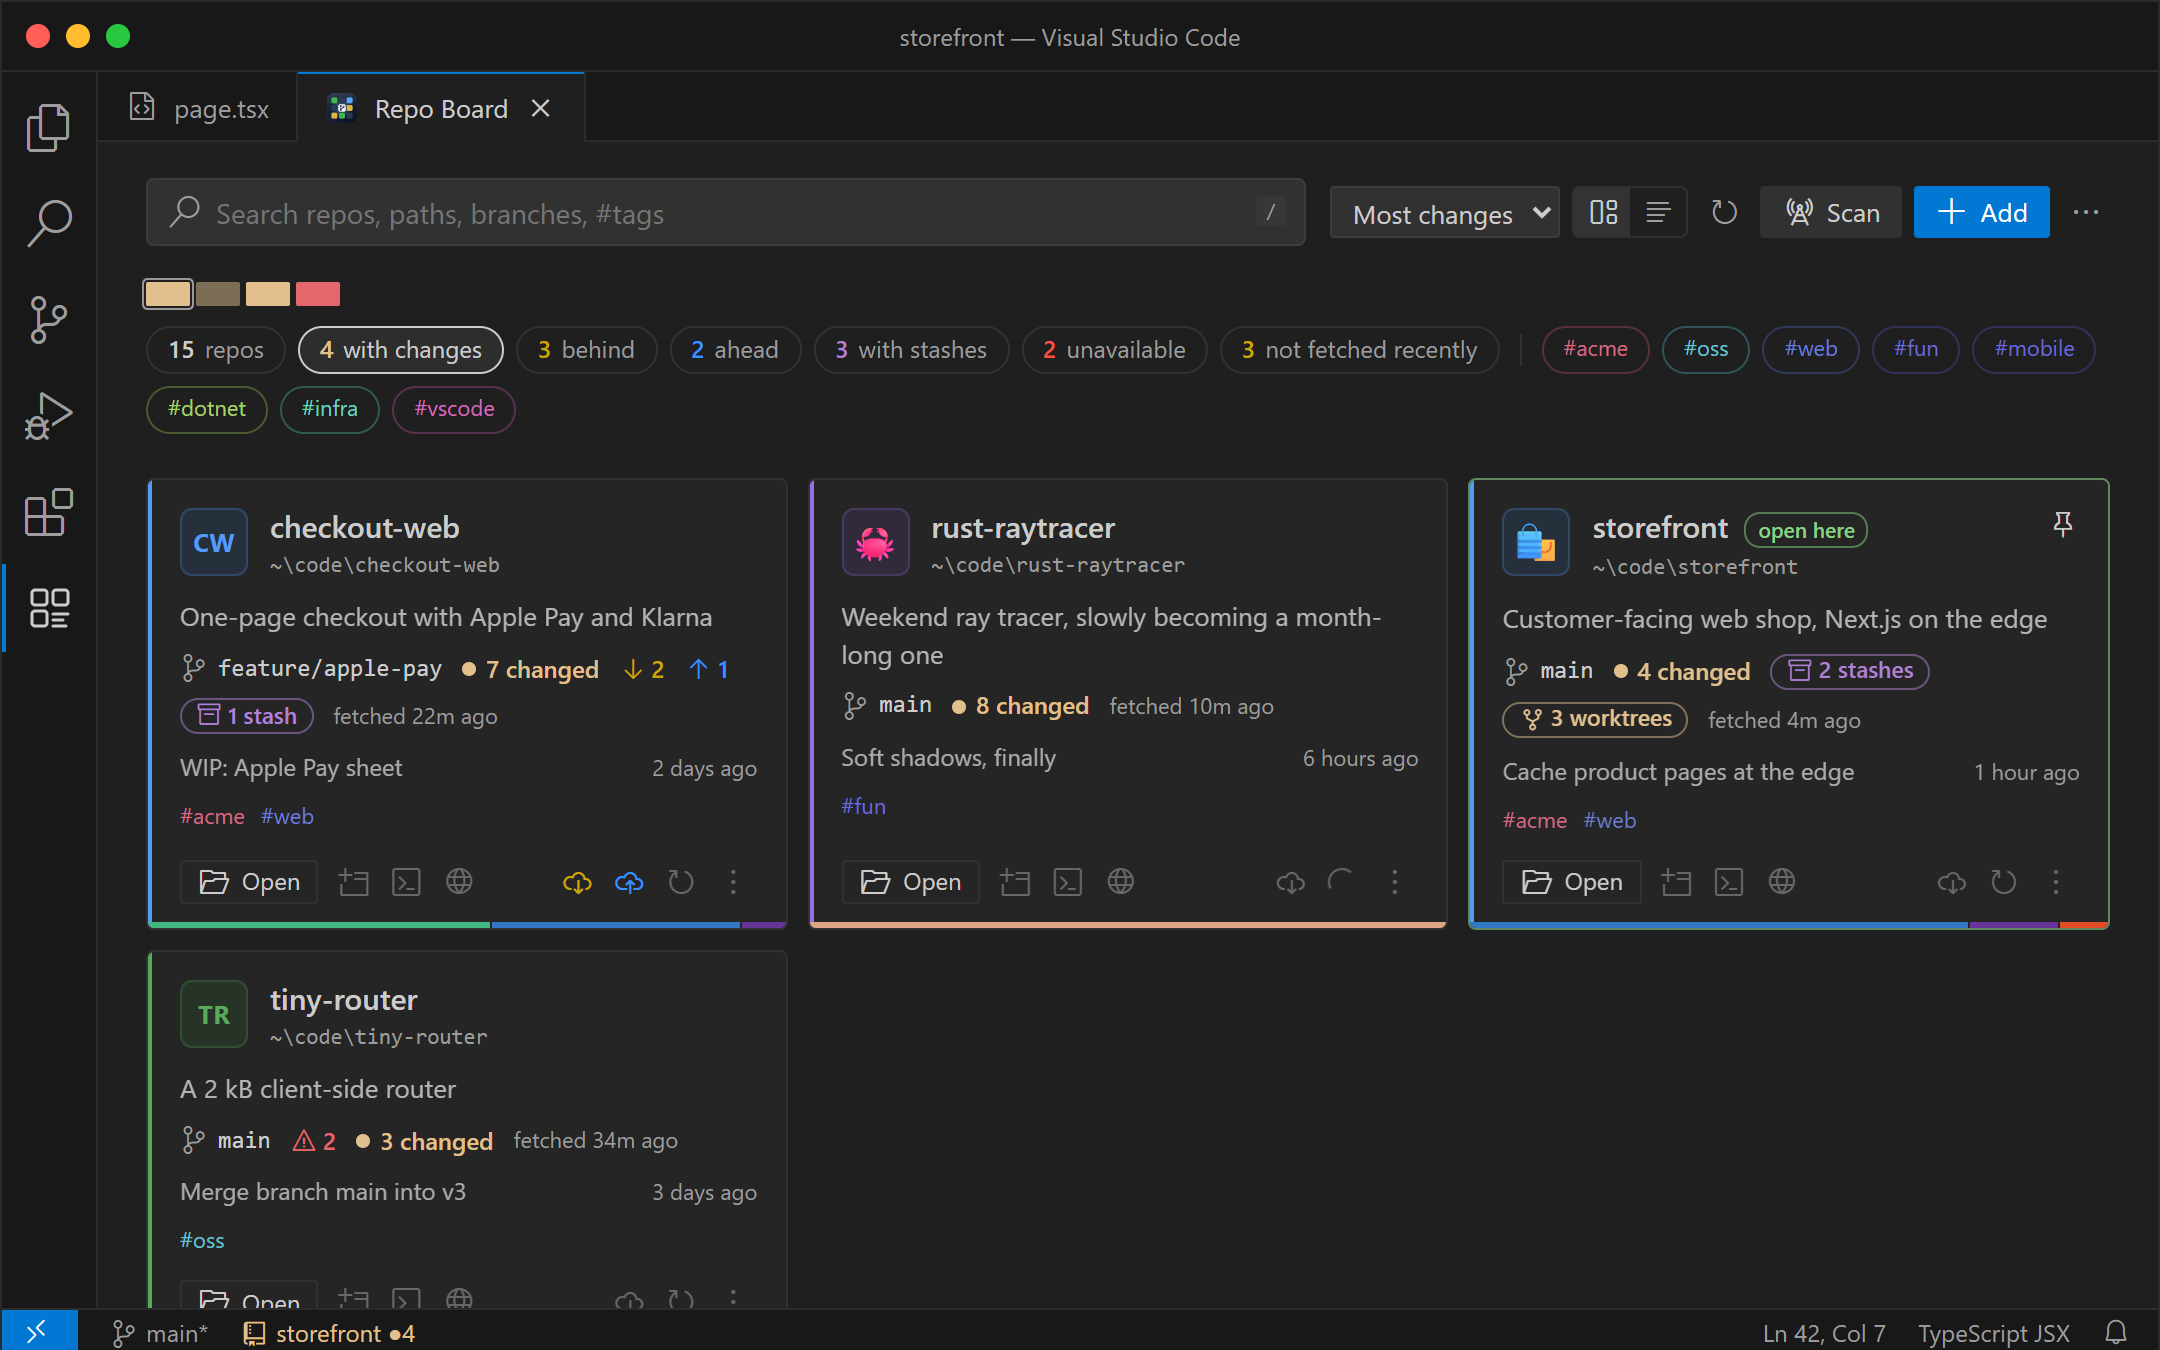 storefront — Visual Studio Code
page.tsx
Repo Board
Search repos, paths, branches, #tags /
Most changes
Scan
Add
15 repos
4 with changes
3 behind
2 ahead
3 with stashes
2 unavailable
3 not fetched recently
#acme
#oss
#web
#fun
#mobile
#dotnet
#infra
#vscode
CW
checkout-web
~\code\checkout-web
One-page checkout with Apple Pay and Klarna
feature/apple-pay 7 changed 2 1
1 stash fetched 22m ago
WIP: Apple Pay sheet 2 days ago
#acme #web
Open
rust-raytracer
~\code\rust-raytracer
Weekend ray tracer, slowly becoming a month-
long one
main 8 changed fetched 10m ago
Soft shadows, finally 6 hours ago
#fun
Open
storefront open here
~\code\storefront
Customer-facing web shop, Next.js on the edge
main 4 changed 2 stashes
3 worktrees fetched 4m ago
Cache product pages at the edge 1 hour ago
#acme #web
Open
TR
tiny-router
~\code\tiny-router
A 2 kB client-side router
main 2 3 changed fetched 34m ago
Merge branch main into v3 3 days ago
#oss
Open
main* storefront ●4
Ln 42, Col 7 TypeScript JSX